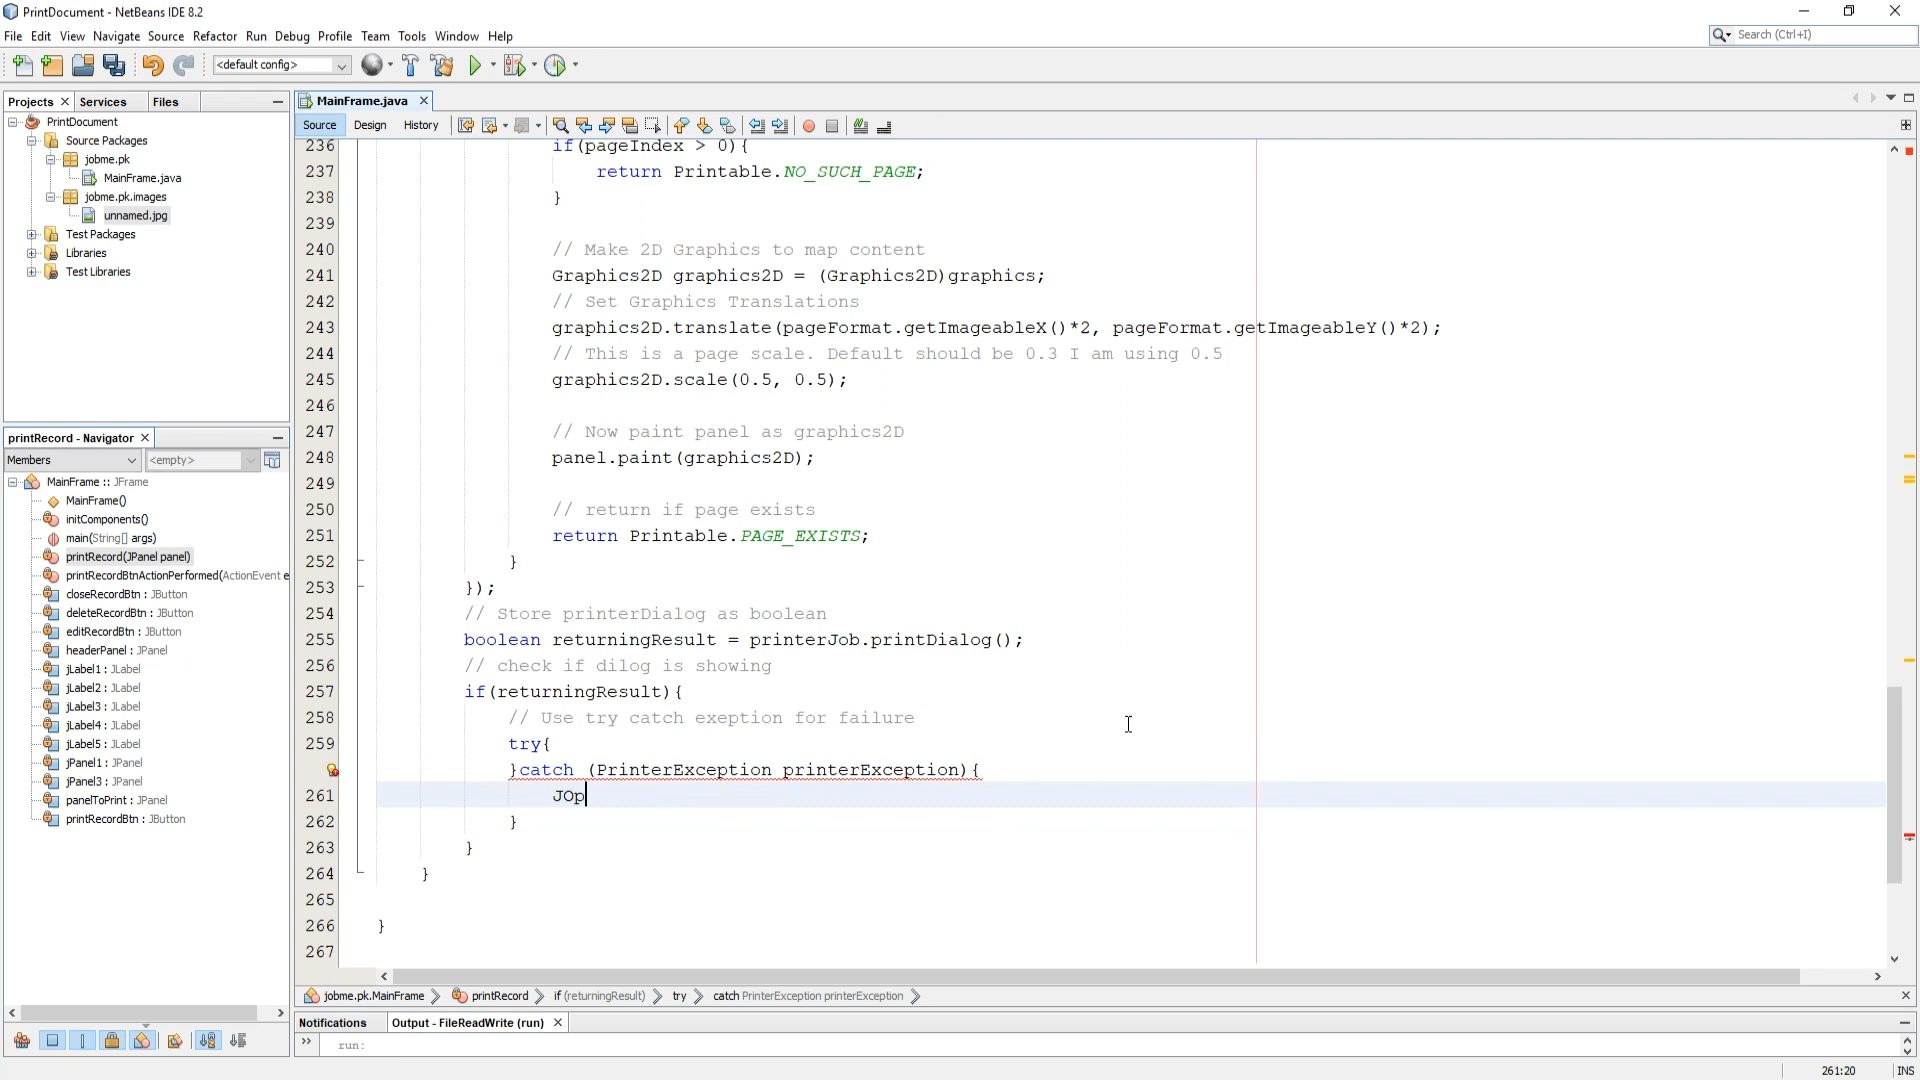 PrintDocument - NetBeans IDE 8.2
File Edit View Navigate Source Refactor Run Debug Profile Team Tools Window Help
Search (Ctrl+I)
<default config>
Projects Services Files
MainFrame.java
PrintDocument
Source Packages
jobme.pk
MainFrame.java
jobme.pk.images
unnamed.jpg
Test Packages
Libraries
Test Libraries
printRecord - Navigator
Members
<empty>
MainFrame :: JFrame
MainFrame()
initComponents()
main(String[] args)
printRecord(JPanel panel)
printRecordBtnActionPerformed(ActionEvent e
closeRecordBtn : JButton
deleteRecordBtn : JButton
editRecordBtn : JButton
headerPanel : JPanel
jLabel1 : JLabel
jLabel2 : JLabel
jLabel3 : JLabel
jLabel4 : JLabel
jLabel5 : JLabel
jPanel1 : JPanel
jPanel3 : JPanel
panelToPrint : JPanel
printRecordBtn : JButton
Source Design History
236 if(pageIndex > 0){
237 return Printable.NO_SUCH_PAGE;
238 }
239
240 // Make 2D Graphics to map content
241 Graphics2D graphics2D = (Graphics2D)graphics;
242 // Set Graphics Translations
243 graphics2D.translate(pageFormat.getImageableX()*2, pageFormat.getImageableY()*2);
244 // This is a page scale. Default should be 0.3 I am using 0.5
245 graphics2D.scale(0.5, 0.5);
246
247 // Now paint panel as graphics2D
248 panel.paint(graphics2D);
249
250 // return if page exists
251 return Printable.PAGE_EXISTS;
252 }
253 });
254 // Store printerDialog as boolean
255 boolean returningResult = printerJob.printDialog();
256 // check if dilog is showing
257 if(returningResult){
258 // Use try catch exeption for failure
259 try{
}catch (PrinterException printerException){
261 JOp
262 }
263 }
264 }
265
266 }
267
jobme.pk.MainFrame printRecord if (returningResult) try catch PrinterException printerException
Notifications Output - FileReadWrite (run)
run:
261:20 INS